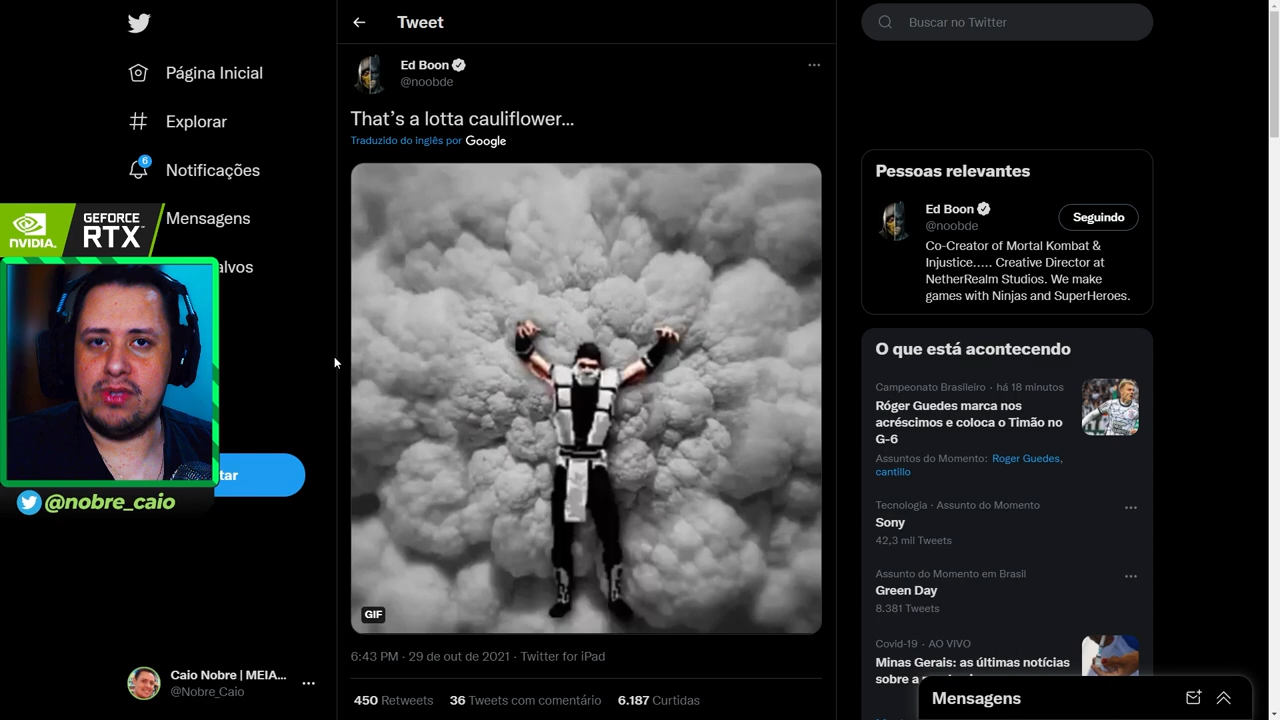 Página Inicial
Explorar
6
Notificações
Mensagens
alvos
NVIDIA.
GEFORCE
RTX
tar
@nobre_caio
Caio Nobre | MEIA...
@Nobre_Caio
Tweet
Ed Boon
@noobde
That's a lotta cauliflower...
Traduzido do inglês por Google
GIF
6:43 PM · 29 de out de 2021 · Twitter for iPad
450 Retweets 36 Tweets com comentário 6.187 Curtidas
Buscar no Twitter
Pessoas relevantes
Ed Boon
@noobde
Seguindo
Co-Creator of Mortal Kombat &
Injustice..... Creative Director at
NetherRealm Studios. We make
games with Ninjas and SuperHeroes.
O que está acontecendo
Campeonato Brasileiro · há 18 minutos
Róger Guedes marca nos
acréscimos e coloca o Timão no
G-6
Assuntos do Momento: Roger Guedes,
cantillo
Tecnologia · Assunto do Momento
Sony
42,3 mil Tweets
Assunto do Momento em Brasil
Green Day
8.381 Tweets
Covid-19 · AO VIVO
Minas Gerais: as últimas notícias
sobre a
Mensagens